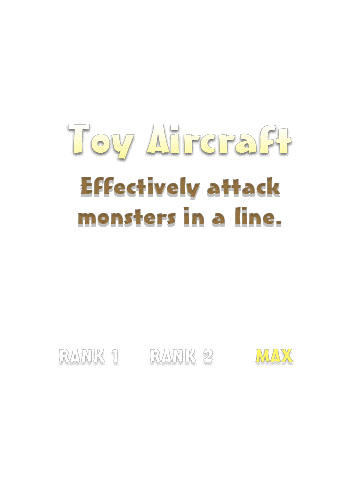 Toy Aircraft
Effectively attack
monsters in a line.
RANK 1 RANK 2 MAX